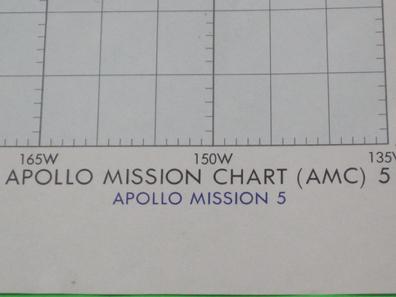 165W 150W 135W
APOLLO MISSION CHART (AMC) 5
APOLLO MISSION 5